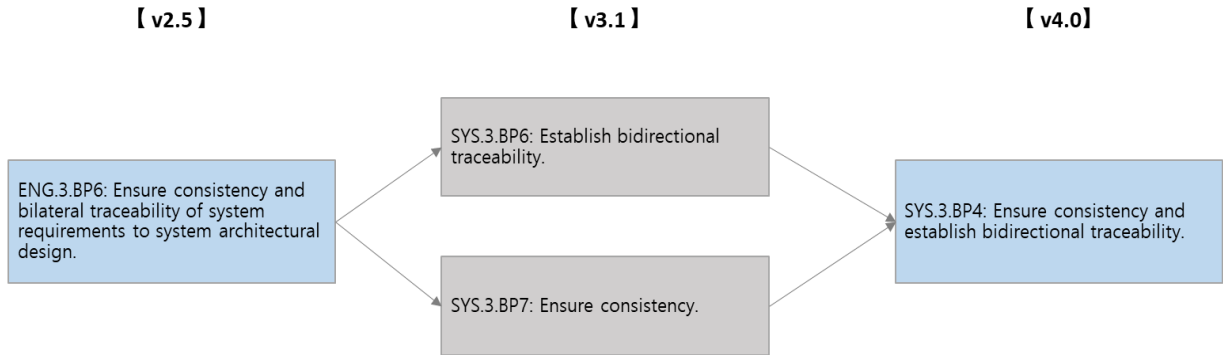 【 v2.5 】
【 v3.1 】
【 v4.0】
ENG.3.BP6: Ensure consistency and
bilateral traceability of system
requirements to system architectural
design.
SYS.3.BP6: Establish bidirectional
traceability.
SYS.3.BP7: Ensure consistency.
SYS.3.BP4: Ensure consistency and
establish bidirectional traceability.